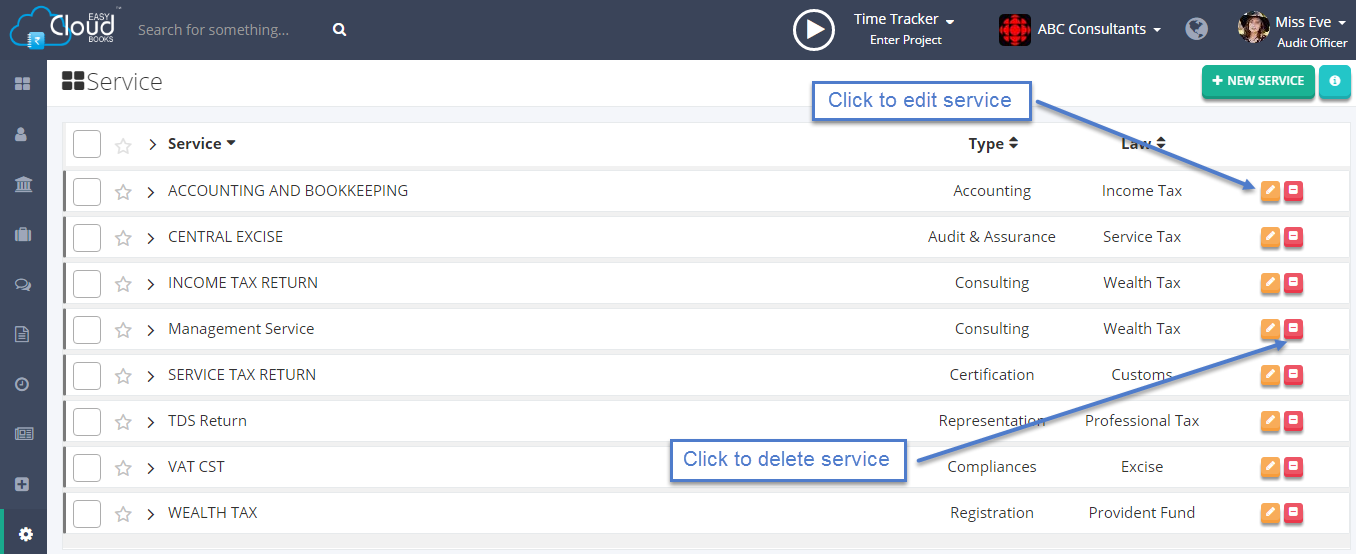 EASY
Cloud
BOOKS
™
Search for something...
Time Tracker
Enter Project
ABC Consultants
Miss Eve
Audit Officer
Service
+ NEW SERVICE
Click to edit service
Service Type Law
ACCOUNTING AND BOOKKEEPING Accounting Income Tax
CENTRAL EXCISE Audit & Assurance Service Tax
INCOME TAX RETURN Consulting Wealth Tax
Management Service Consulting Wealth Tax
SERVICE TAX RETURN Certification Customs
TDS Return Representation Professional Tax
Click to delete service
VAT CST Compliances Excise
WEALTH TAX Registration Provident Fund